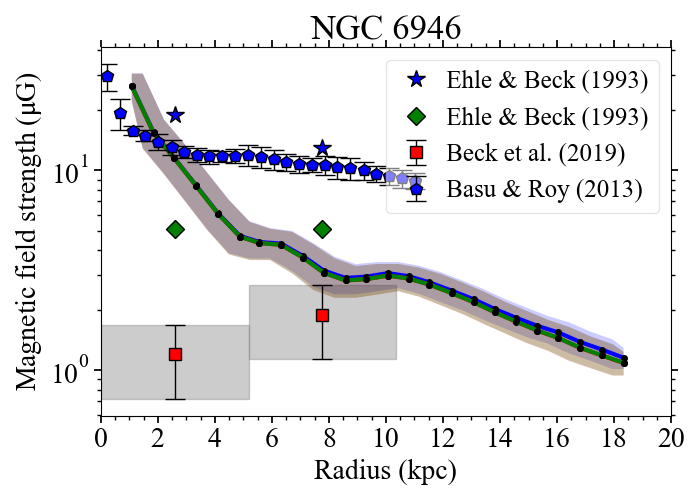 NGC 6946
Magnetic field strength (μG)
10¹
10⁰
Ehle & Beck (1993)
Ehle & Beck (1993)
Beck et al. (2019)
Basu & Roy (2013)
0 2 4 6 8 10 12 14 16 18 20
Radius (kpc)